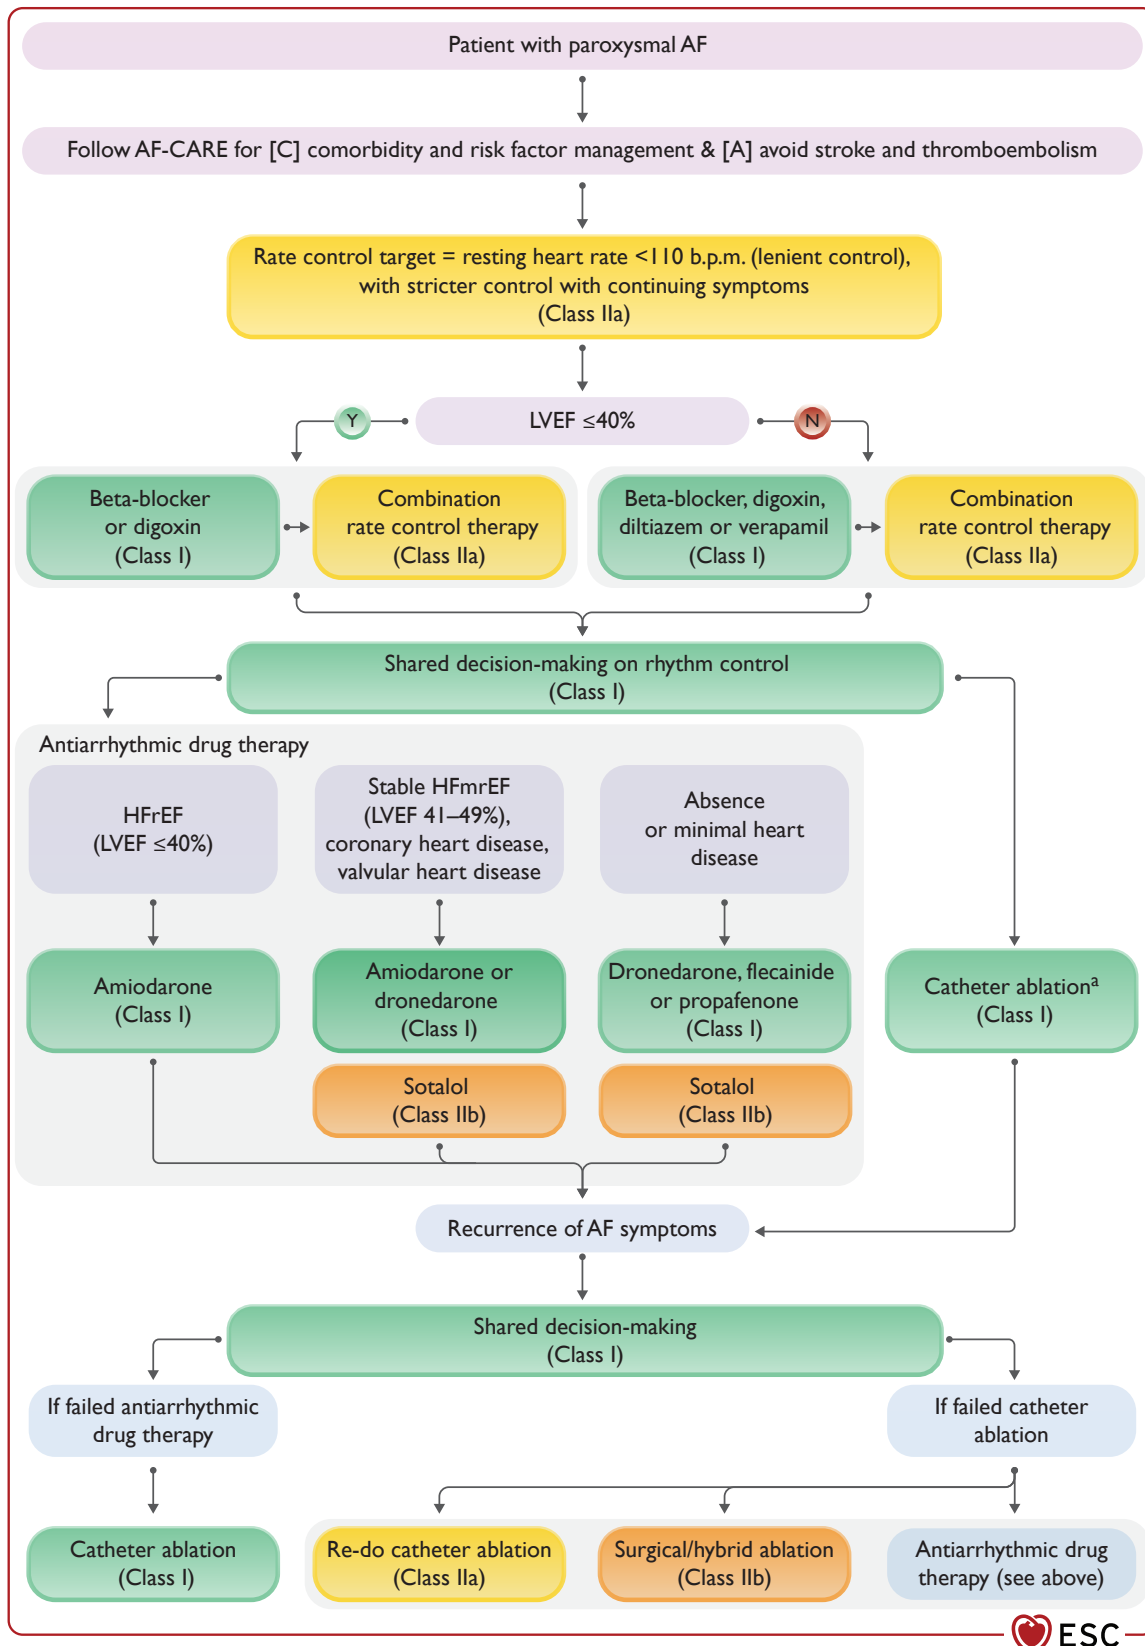 Patient with paroxysmal AF
Follow AF-CARE for [C] comorbidity and risk factor management & [A] avoid stroke and thromboembolism
Rate control target = resting heart rate <110 b.p.m. (lenient control),
with stricter control with continuing symptoms
(Class IIa)
LVEF ≤40%
Y
N
Beta-blocker
or digoxin
(Class I)
Combination
rate control therapy
(Class IIa)
Beta-blocker, digoxin,
diltiazem or verapamil
(Class I)
Combination
rate control therapy
(Class IIa)
Shared decision-making on rhythm control
(Class I)
Antiarrhythmic drug therapy
HFrEF
(LVEF ≤40%)
Stable HFmrEF
(LVEF 41–49%),
coronary heart disease,
valvular heart disease
Absence
or minimal heart
disease
Amiodarone
(Class I)
Amiodarone or
dronedarone
(Class I)
Dronedarone, flecainide
or propafenone
(Class I)
Catheter ablationᵃ
(Class I)
Sotalol
(Class IIb)
Sotalol
(Class IIb)
Recurrence of AF symptoms
Shared decision-making
(Class I)
If failed antiarrhythmic
drug therapy
If failed catheter
ablation
Catheter ablation
(Class I)
Re-do catheter ablation
(Class IIa)
Surgical/hybrid ablation
(Class IIb)
Antiarrhythmic drug
therapy (see above)
ESC